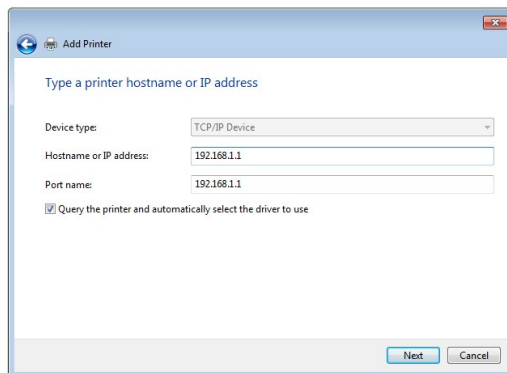 Add Printer
Type a printer hostname or IP address
Device type: TCP/IP Device
Hostname or IP address: 192.168.1.1
Port name: 192.168.1.1
Query the printer and automatically select the driver to use
Next Cancel